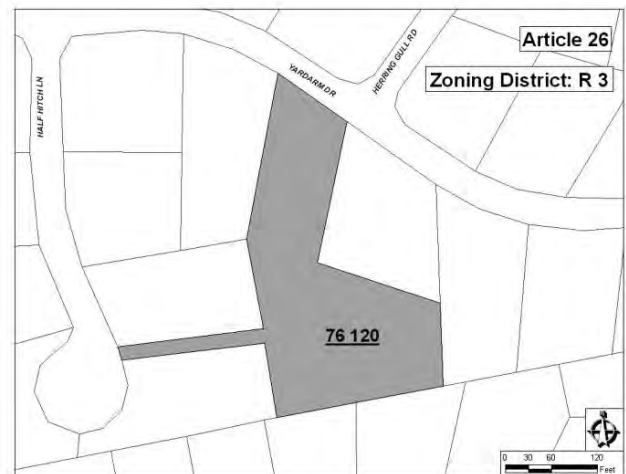 Article 26
Zoning District: R 3
YARDARM DR
HERRING GULL RD
HALF HITCH LN
76 120
0 30 60 120
Feet